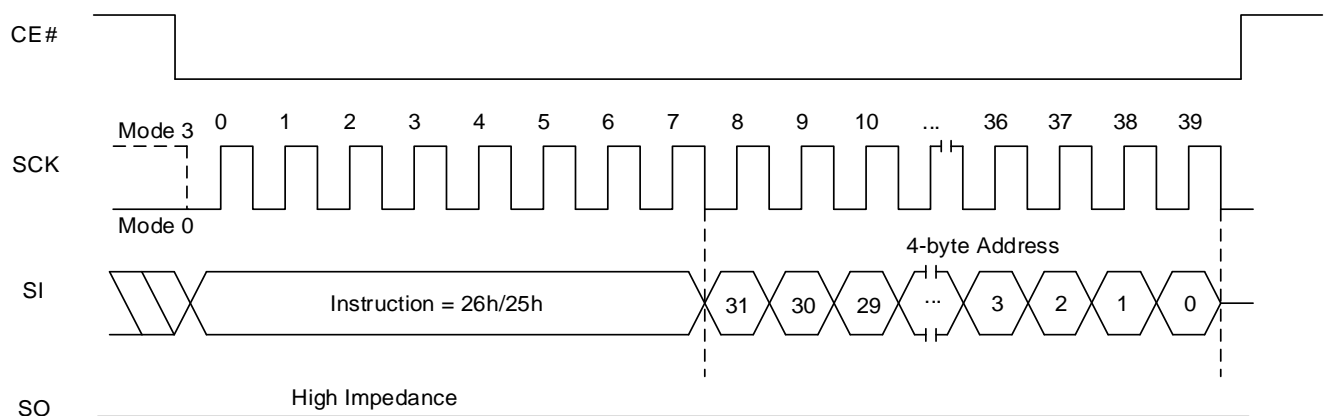 CE#
Mode 3 0 1 2 3 4 5 6 7 8 9 10 ... 36 37 38 39
SCK
Mode 0
4-byte Address
SI Instruction = 26h/25h 31 30 29 ... 3 2 1 0
High Impedance
SO